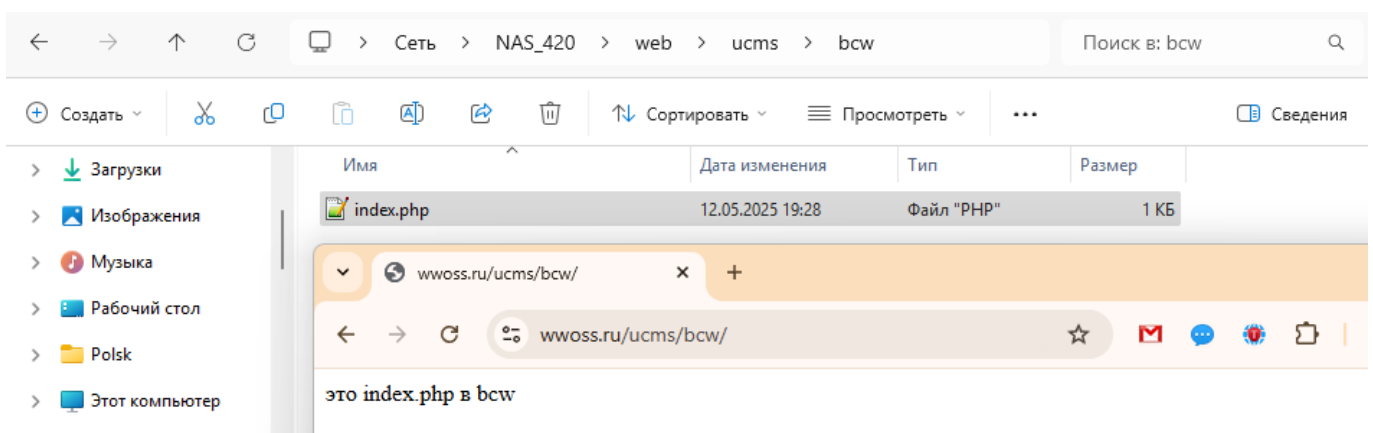 Сеть > NAS_420 > web > ucms > bcw
Поиск в: bcw
Создать
Сортировать
Просмотреть
Сведения
Имя
Дата изменения
Тип
Размер
Загрузки
index.php
12.05.2025 19:28
Файл "PHP"
1 КБ
Изображения
Музыка
Рабочий стол
Polsk
Этот компьютер
wwoss.ru/ucms/bcw/
wwoss.ru/ucms/bcw/
это index.php в bcw